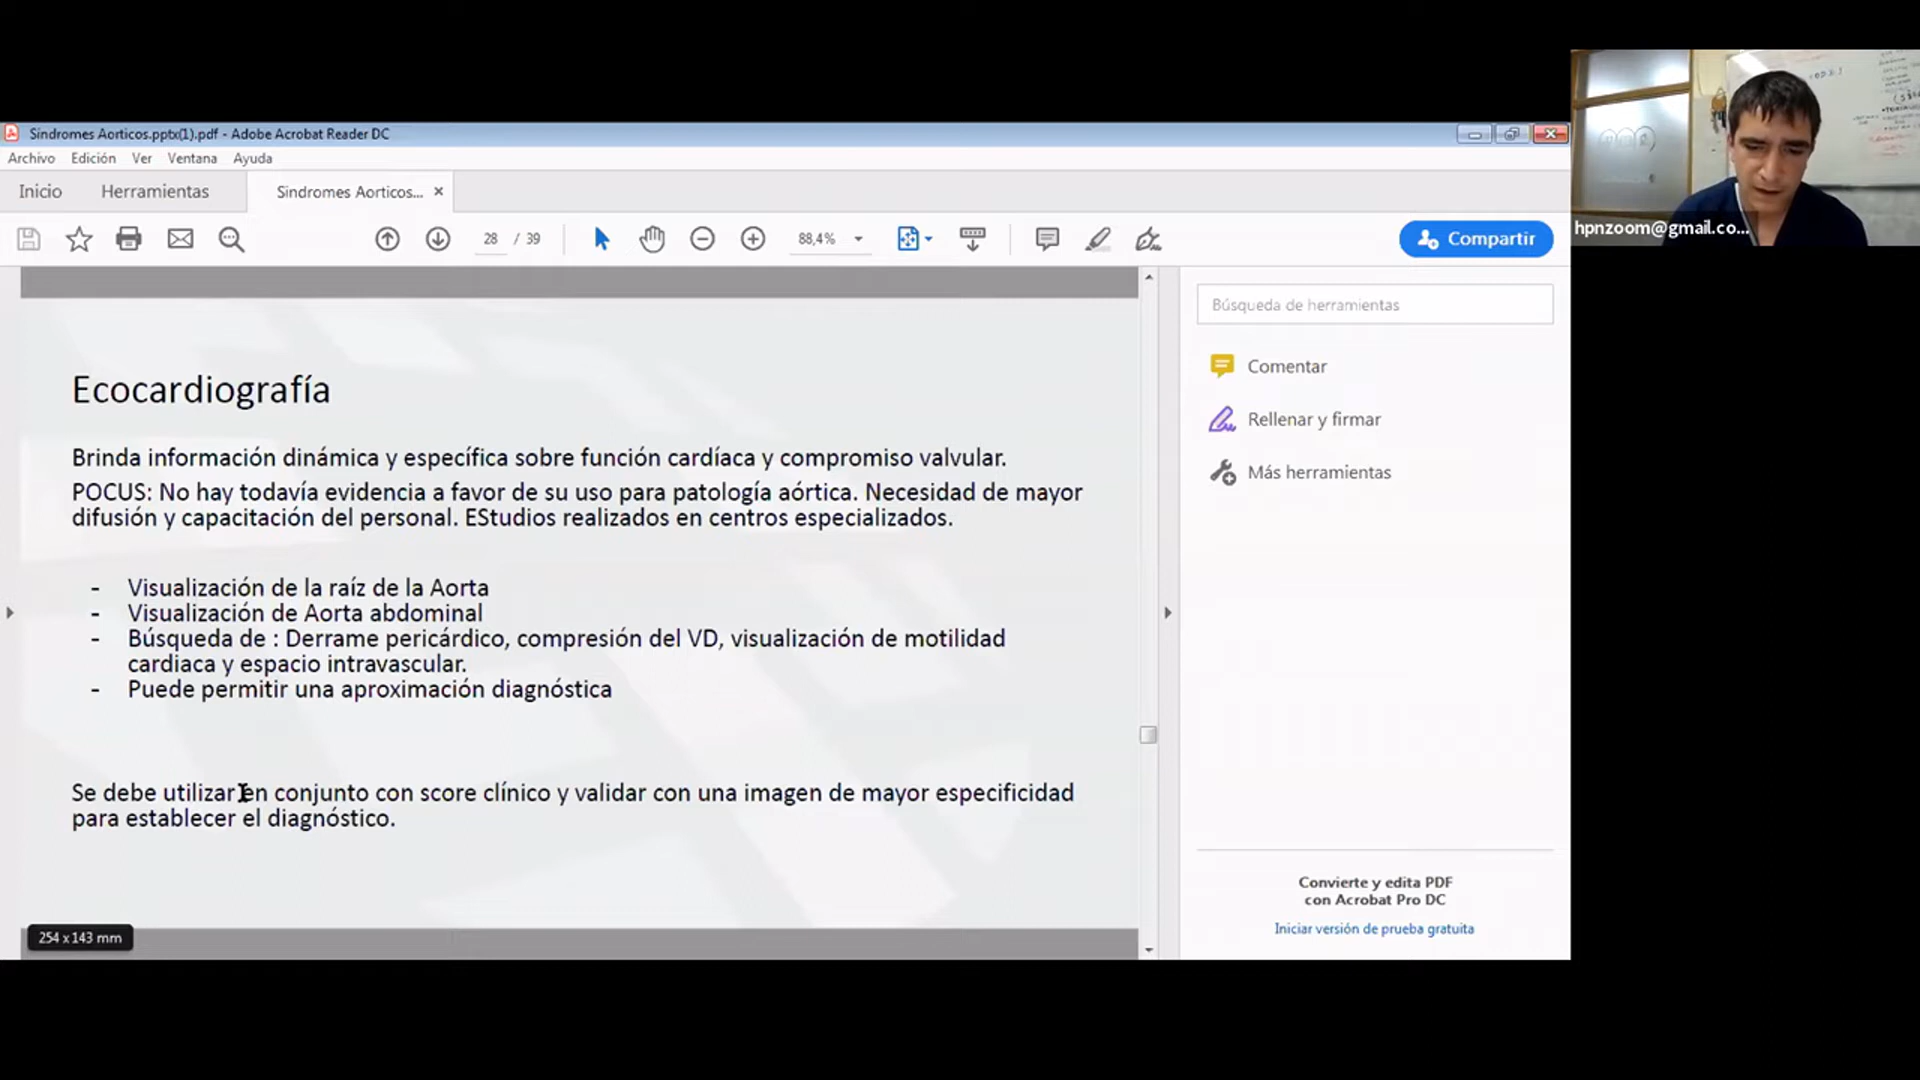 Sindromes Aorticos.pptx(1).pdf - Adobe Acrobat Reader DC
Archivo Edición Ver Ventana Ayuda
Inicio Herramientas Sindromes Aorticos...
28 / 39 88,4% Compartir
hpnzoom@gmail.co...
Búsqueda de herramientas
Comentar
Rellenar y firmar
Más herramientas
Convierte y edita PDF
con Acrobat Pro DC
Iniciar versión de prueba gratuita
Ecocardiografía
Brinda información dinámica y específica sobre función cardíaca y compromiso valvular.
POCUS: No hay todavía evidencia a favor de su uso para patología aórtica. Necesidad de mayor
difusión y capacitación del personal. EStudios realizados en centros especializados.
- Visualización de la raíz de la Aorta
- Visualización de Aorta abdominal
- Búsqueda de : Derrame pericárdico, compresión del VD, visualización de motilidad
cardiaca y espacio intravascular.
- Puede permitir una aproximación diagnóstica
Se debe utilizar en conjunto con score clínico y validar con una imagen de mayor especificidad
para establecer el diagnóstico.
254 x 143 mm